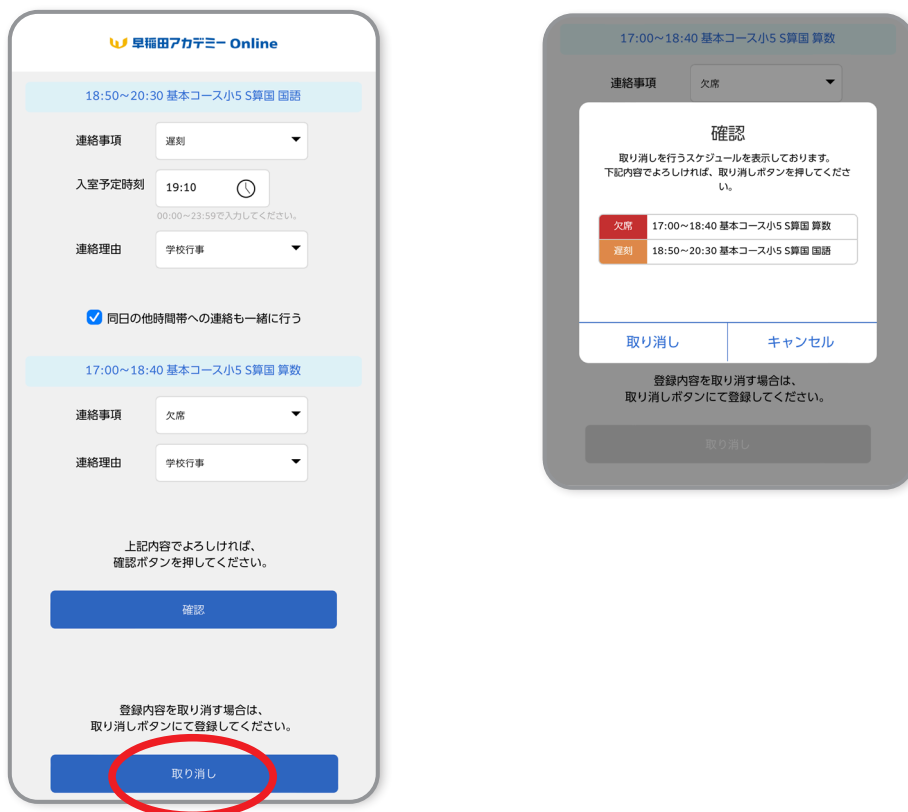 早稲田アカデミー Online
18:50~20:30 基本コース小5 S算国 国語
連絡事項 遅刻
入室予定時刻 19:10
00:00~23:59で入力してください。
連絡理由 学校行事
同日の他時間帯への連絡も一緒に行う
17:00~18:40 基本コース小5 S算国 算数
連絡事項 欠席
連絡理由 学校行事
上記内容でよろしければ、
確認ボタンを押してください。
確認
登録内容を取り消す場合は、
取り消しボタンにて登録してください。
取り消し
17:00~18:40 基本コース小5 S算国 算数
連絡事項 欠席
確認
取り消しを行うスケジュールを表示しております。
下記内容でよろしければ、取り消しボタンを押してくださ
い。
欠席 17:00~18:40 基本コース小5 S算国 算数
遅刻 18:50~20:30 基本コース小5 S算国 国語
取り消し キャンセル
登録内容を取り消す場合は、
取り消しボタンにて登録してください。
取り消し